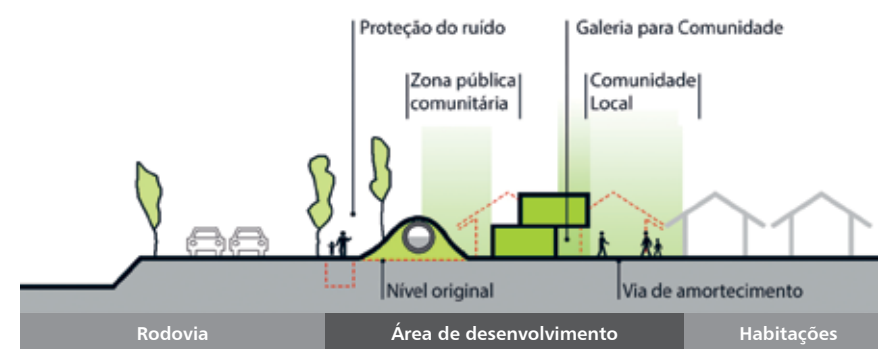 Proteção do ruído
Galeria para Comunidade
Zona pública
comunitária
Comunidade
Local
Nível original
Via de amortecimento
Rodovia
Área de desenvolvimento
Habitações